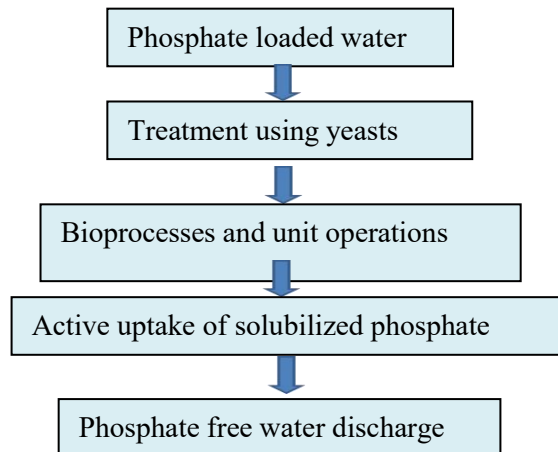 Phosphate loaded water
Treatment using yeasts
Bioprocesses and unit operations
Active uptake of solubilized phosphate
Phosphate free water discharge